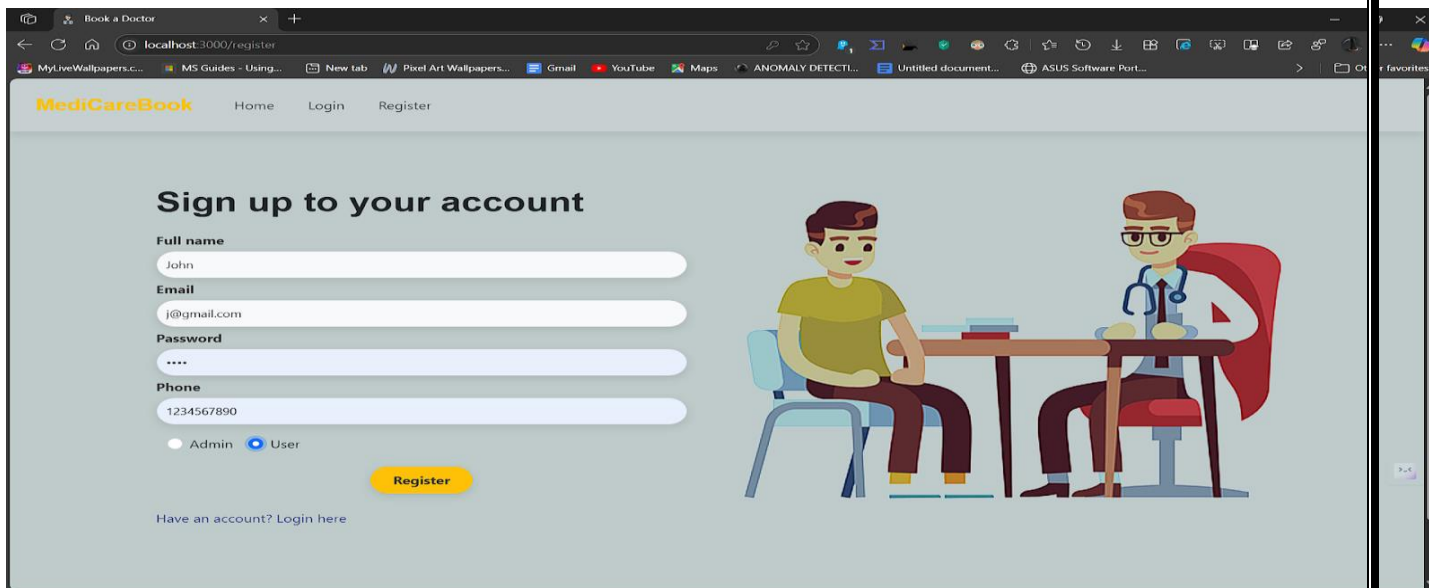 Book a Doctor
localhost:3000/register
MyLiveWallpapers.c... MS Guides - Using... New tab Pixel Art Wallpapers... Gmail YouTube Maps ANOMALY DETECTI... Untitled document... ASUS Software Port... favorites
MediCareBook Home Login Register
Sign up to your account
Full name
John
Email
j@gmail.com
Password
••••
Phone
1234567890
Admin User
Register
Have an account? Login here